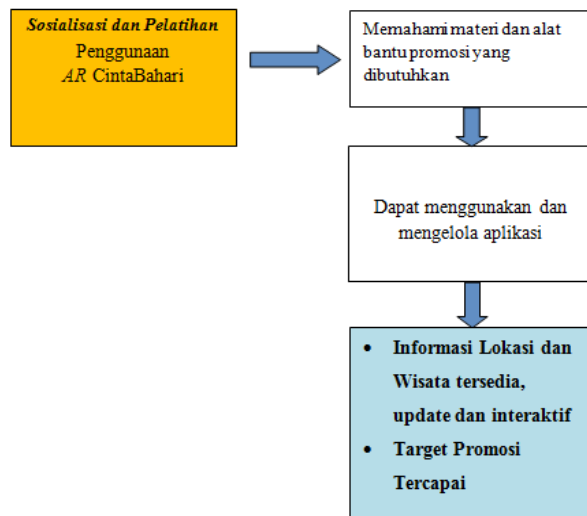 Sosialisasi dan Pelatihan
Penggunaan
AR CintaBahari
Memahami materi dan alat
bantu promosi yang
dibutuhkan
Dapat menggunakan dan
mengelola aplikasi
• Informasi Lokasi dan
Wisata tersedia,
update dan interaktif
• Target Promosi
Tercapai